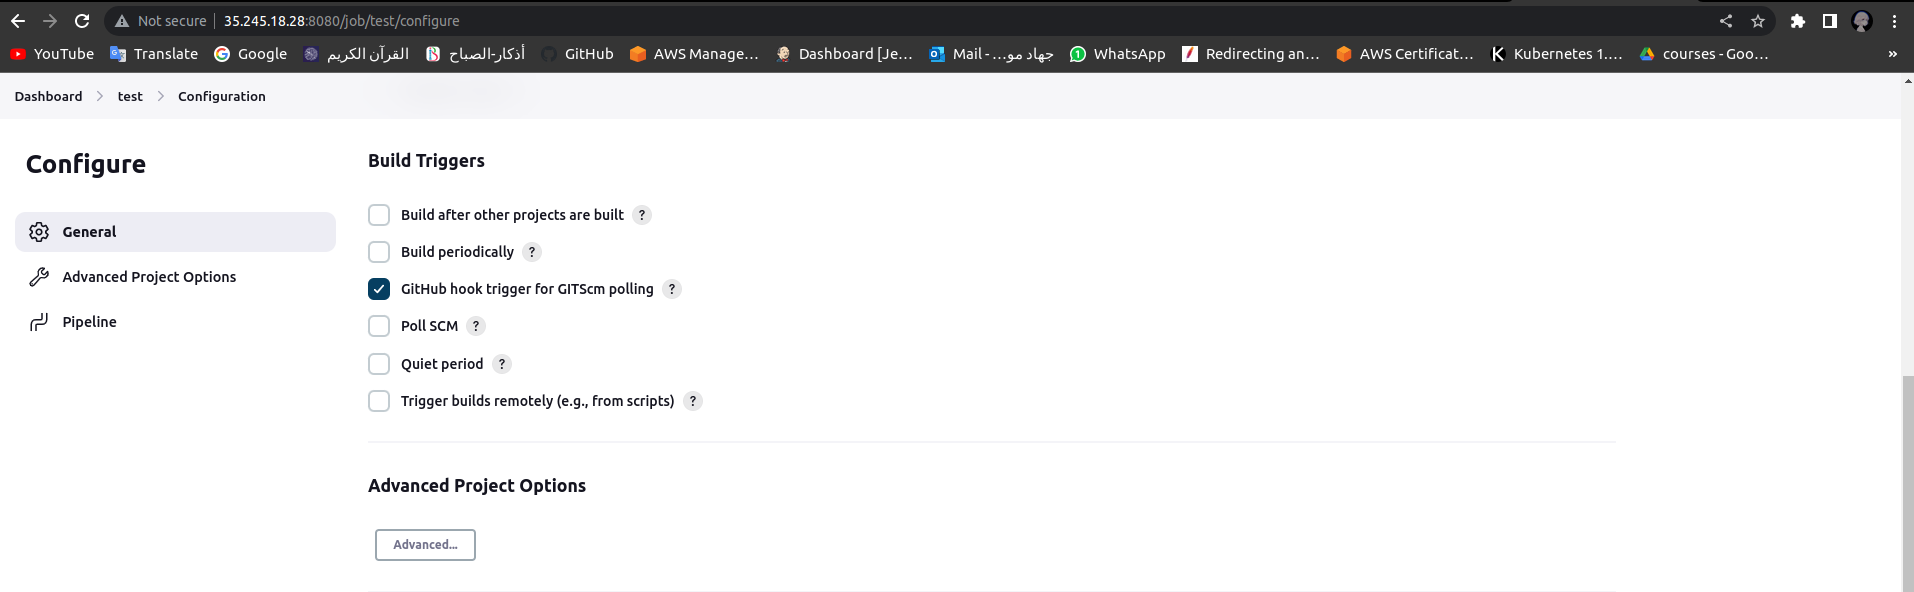 Not secure 35.245.18.28:8080/job/test/configure
YouTube Translate Google القرآن الكريم أذكار-الصباح GitHub AWS Manage... Dashboard [Je... Mail - ...جهاد مو WhatsApp Redirecting an... AWS Certificat... Kubernetes 1.... courses - Goo... »
Dashboard test Configuration
Configure
General
Advanced Project Options
Pipeline
Build Triggers
Build after other projects are built ?
Build periodically ?
GitHub hook trigger for GITScm polling ?
Poll SCM ?
Quiet period ?
Trigger builds remotely (e.g., from scripts) ?
Advanced Project Options
Advanced...